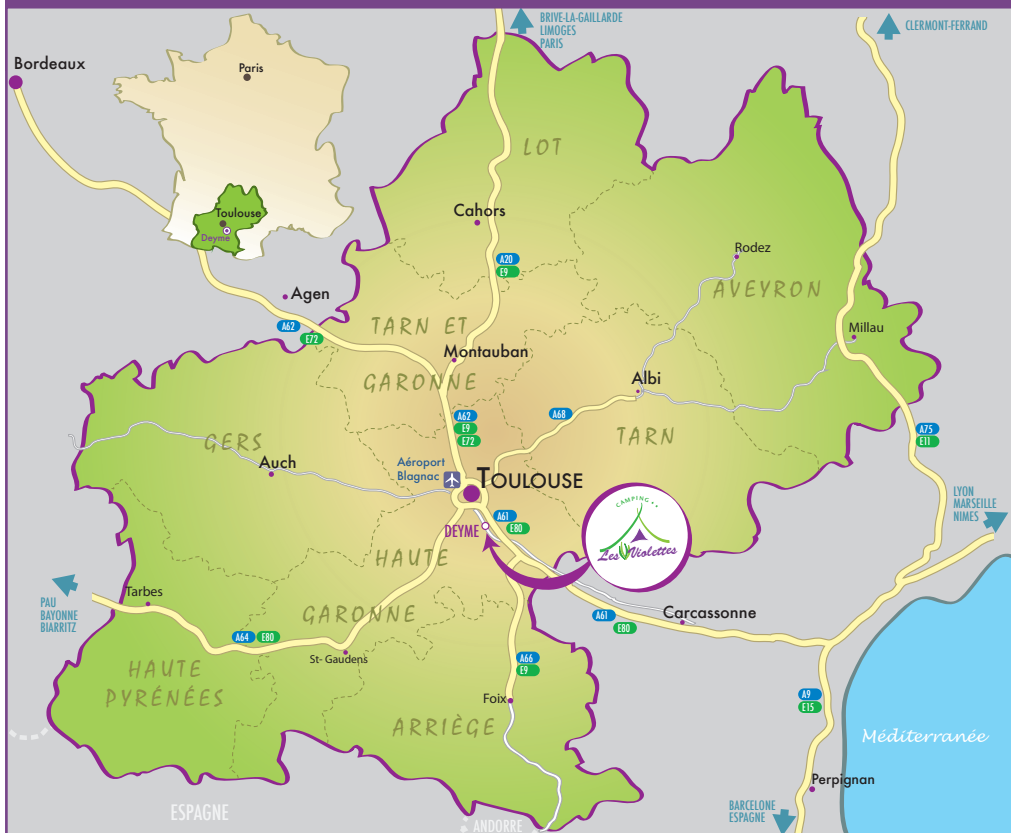 BRIVE-LA-GAILLARDE
LIMOGES
PARIS
CLERMONT-FERRAND
Bordeaux
Paris
Toulouse
Deyme
LOT
Cahors
Rodez
A20
E9
AVEYRON
Agen
A62
E72
TARN ET
GARONNE
Montauban
Millau
Albi
A62
E9
E72
A68
TARN
A75
E11
GERS
Auch
Aéroport
Blagnac
TOULOUSE
LYON
MARSEILLE
NIMES
A61
E80
DEYME
CAMPING
Les Violettes
HAUTE
GARONNE
PAU
BAYONNE
BIARRITZ
Tarbes
Carcassonne
A61
E80
A64
E80
St-Gaudens
A66
E9
HAUTE
PYRÉNÉES
Foix
ARRIÈGE
A9
E15
Méditerranée
Perpignan
BARCELONE
ESPAGNE
ESPAGNE
ANDORRE